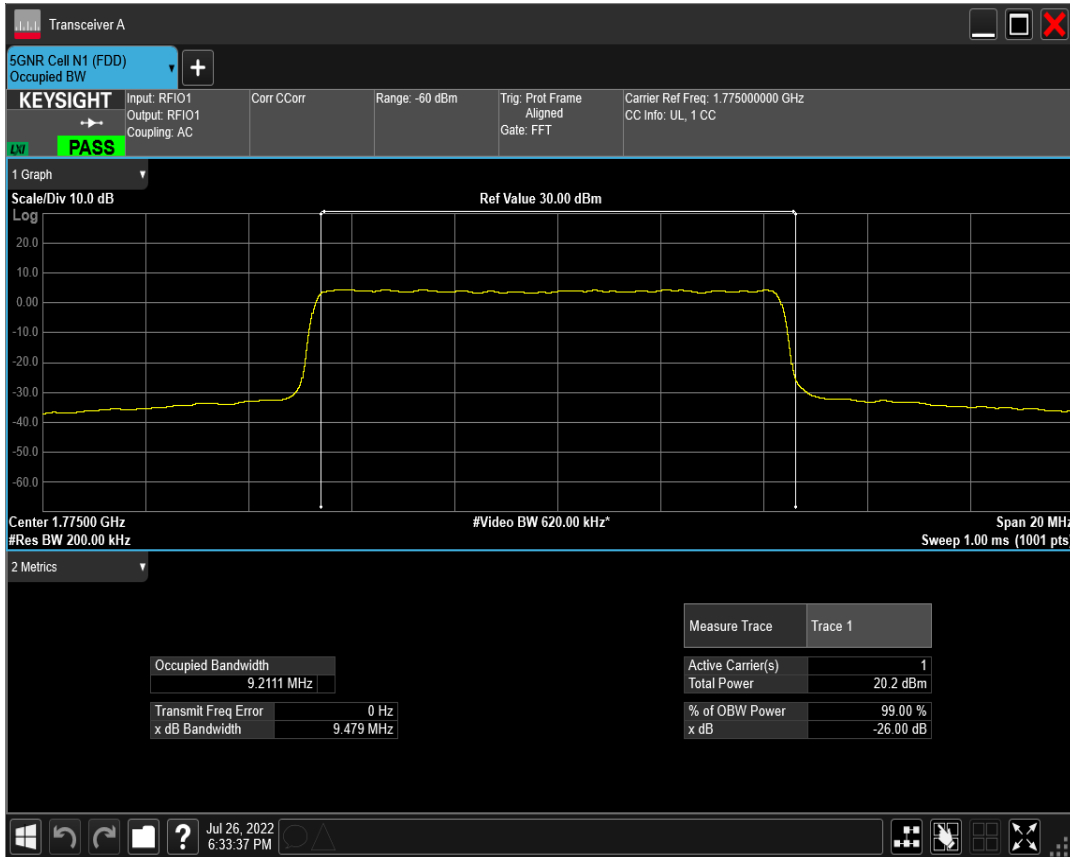 Transceiver A
5GNR Cell N1 (FDD)
Occupied BW
+
KEYSIGHT
LXI
PASS
Input: RFIO1
Output: RFIO1
Coupling: AC
Corr CCorr
Range: -60 dBm
Trig: Prot Frame
Aligned
Gate: FFT
Carrier Ref Freq: 1.775000000 GHz
CC Info: UL, 1 CC
1 Graph
Scale/Div 10.0 dB
Ref Value 30.00 dBm
Log
20.0
10.0
0.00
-10.0
-20.0
-30.0
-40.0
-50.0
-60.0
Center 1.77500 GHz
#Video BW 620.00 kHz*
Span 20 MHz
#Res BW 200.00 kHz
Sweep 1.00 ms (1001 pts)
2 Metrics
Measure Trace Trace 1
Occupied Bandwidth
9.2111 MHz
Active Carrier(s) 1
Total Power 20.2 dBm
Transmit Freq Error 0 Hz
x dB Bandwidth 9.479 MHz
% of OBW Power 99.00 %
x dB -26.00 dB
?
Jul 26, 2022
6:33:37 PM